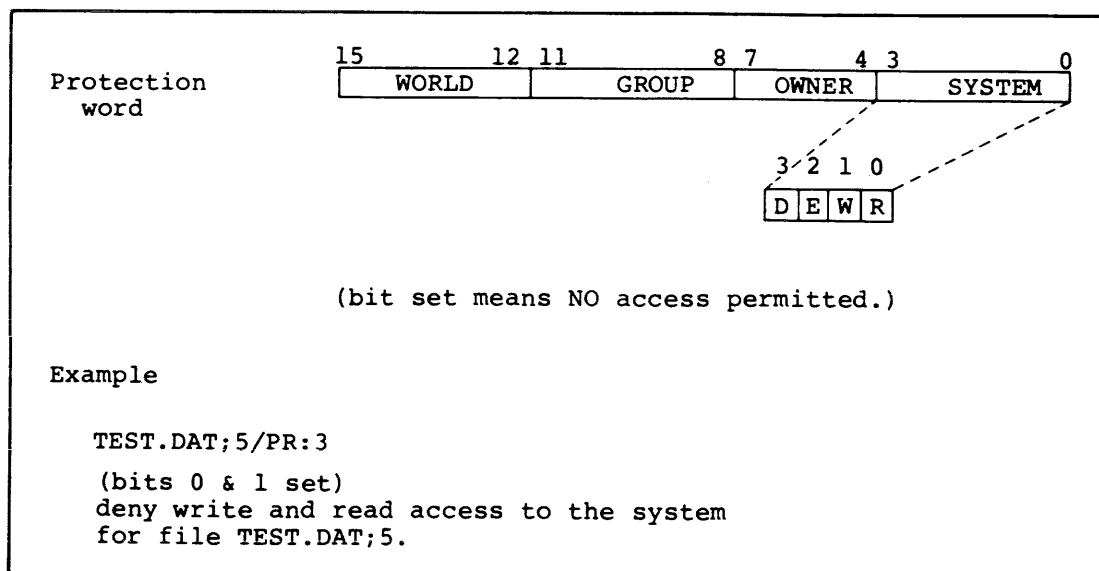 15 12 11 8 7 4 3 0
Protection word
WORLD GROUP OWNER SYSTEM
3 2 1 0
D E W R
(bit set means NO access permitted.)
Example
TEST.DAT;5/PR:3
(bits 0 & 1 set)
deny write and read access to the system
for file TEST.DAT;5.